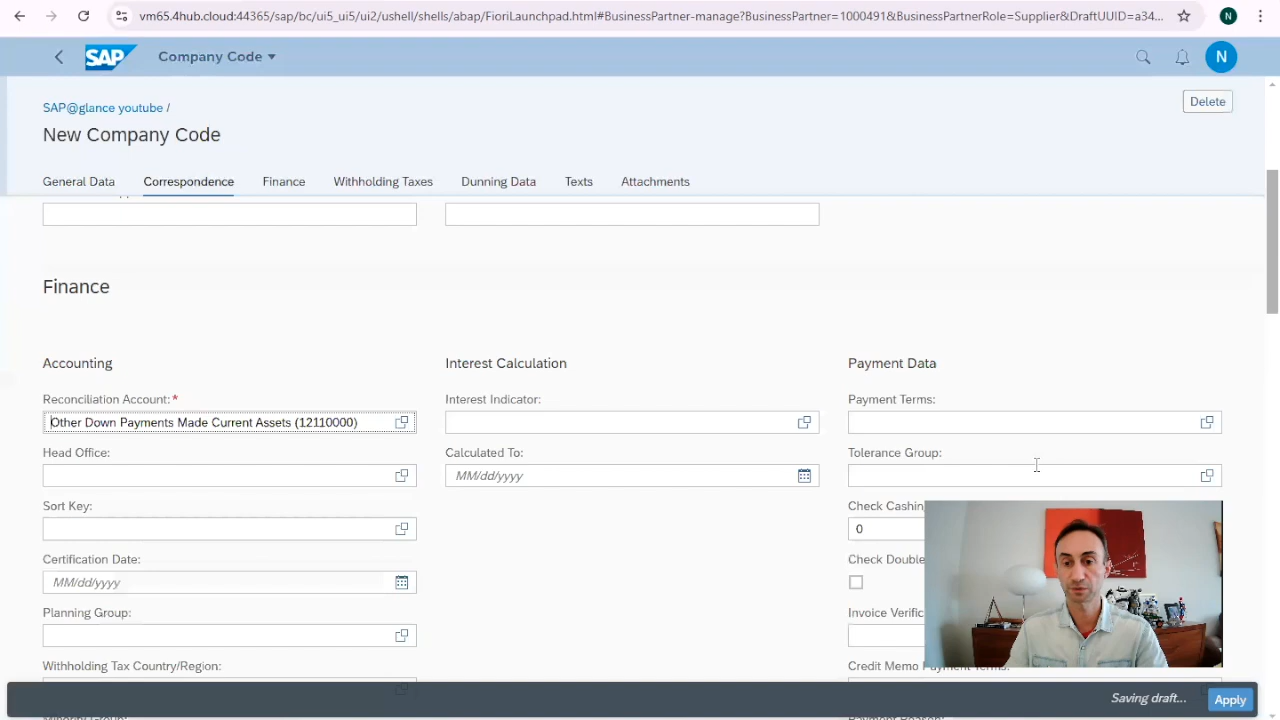 vm65.4hub.cloud:44365/sap/bc/ui5_ui5/ui2/ushell/shells/abap/FioriLaunchpad.html#BusinessPartner-manage?BusinessPartner=1000491&BusinessPartnerRole=Supplier&DraftUUID=a34...
N
SAP
Company Code
N
SAP@glance youtube /
Delete
New Company Code
General Data
Correspondence
Finance
Withholding Taxes
Dunning Data
Texts
Attachments
Finance
Accounting
Interest Calculation
Payment Data
Reconciliation Account:*
Interest Indicator:
Payment Terms:
Other Down Payments Made Current Assets (12110000)
Head Office:
Calculated To:
Tolerance Group:
MM/dd/yyyy
Sort Key:
Check Cashin
0
Certification Date:
Check Double
MM/dd/yyyy
Planning Group:
Invoice Verific
Withholding Tax Country/Region:
Credit Memo Payment Terms:
Saving draft...
Apply
Minority Group:
Payment Reason: